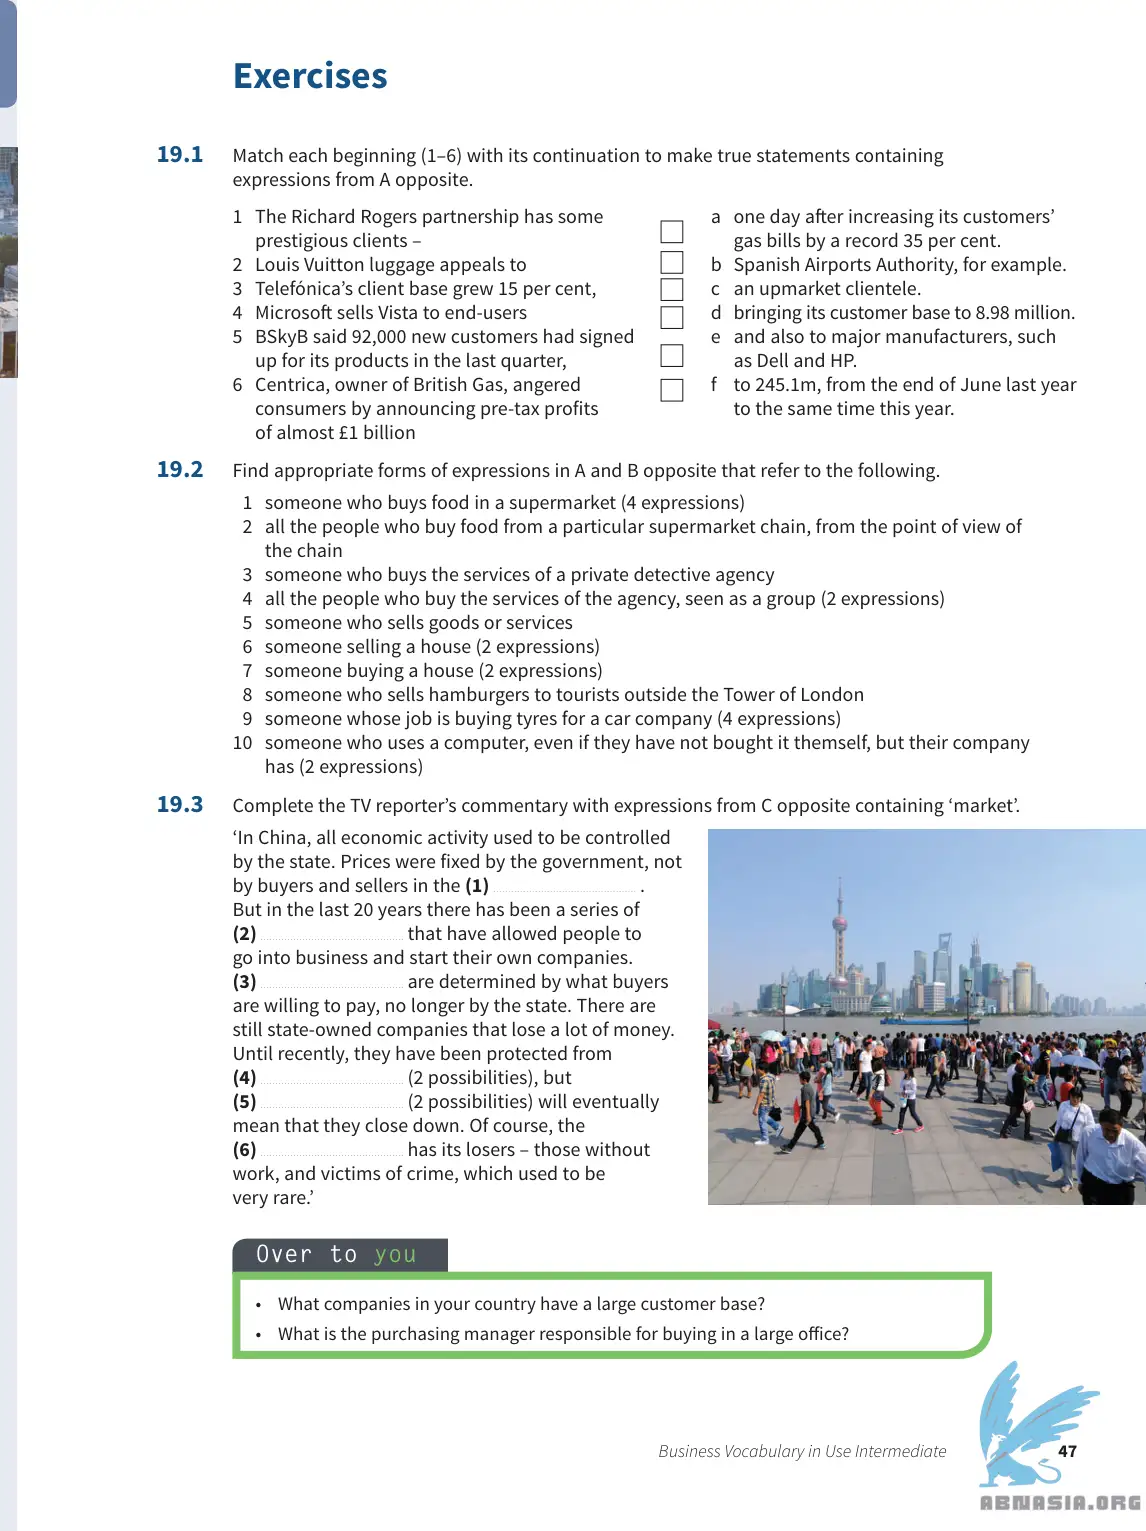 Exercises
19.1 Match each beginning (1–6) with its continuation to make true statements containing
expressions from A opposite.
1 The Richard Rogers partnership has some
prestigious clients –
2 Louis Vuitton luggage appeals to
3 Telefónica’s client base grew 15 per cent,
4 Microsoft sells Vista to end-users
5 BSkyB said 92,000 new customers had signed
up for its products in the last quarter,
6 Centrica, owner of British Gas, angered
consumers by announcing pre-tax profits
of almost £1 billion
a one day after increasing its customers’
gas bills by a record 35 per cent.
b Spanish Airports Authority, for example.
c an upmarket clientele.
d bringing its customer base to 8.98 million.
e and also to major manufacturers, such
as Dell and HP.
f to 245.1m, from the end of June last year
to the same time this year.
19.2 Find appropriate forms of expressions in A and B opposite that refer to the following.
1 someone who buys food in a supermarket (4 expressions)
2 all the people who buy food from a particular supermarket chain, from the point of view of
the chain
3 someone who buys the services of a private detective agency
4 all the people who buy the services of the agency, seen as a group (2 expressions)
5 someone who sells goods or services
6 someone selling a house (2 expressions)
7 someone buying a house (2 expressions)
8 someone who sells hamburgers to tourists outside the Tower of London
9 someone whose job is buying tyres for a car company (4 expressions)
10 someone who uses a computer, even if they have not bought it themself, but their company
has (2 expressions)
19.3 Complete the TV reporter’s commentary with expressions from C opposite containing ‘market’.
‘In China, all economic activity used to be controlled
by the state. Prices were fixed by the government, not
by buyers and sellers in the (1) .
But in the last 20 years there has been a series of
(2) that have allowed people to
go into business and start their own companies.
(3) are determined by what buyers
are willing to pay, no longer by the state. There are
still state-owned companies that lose a lot of money.
Until recently, they have been protected from
(4) (2 possibilities), but
(5) (2 possibilities) will eventually
mean that they close down. Of course, the
(6) has its losers – those without
work, and victims of crime, which used to be
very rare.’
Over to you
• What companies in your country have a large customer base?
• What is the purchasing manager responsible for buying in a large office?
Business Vocabulary in Use Intermediate 47
ABNASIA.ORG